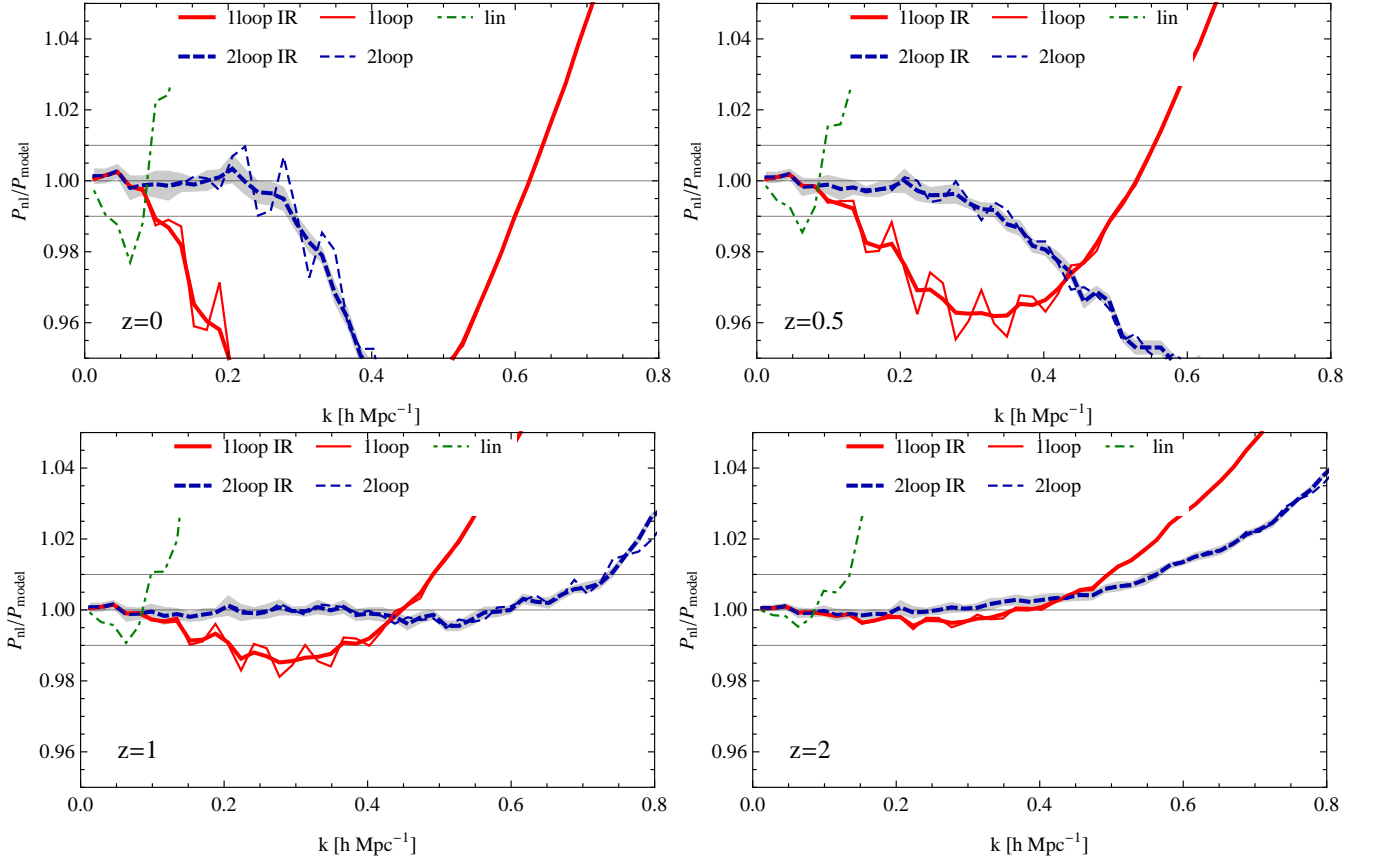 1loop IR 1loop lin
2loop IR 2loop
1.04
1.02
1.00
0.98
0.96
P_nl/P_model
z=0
0.0 0.2 0.4 0.6 0.8
k [h Mpc⁻¹]
1loop IR 1loop lin
2loop IR 2loop
1.04
1.02
1.00
0.98
0.96
P_nl/P_model
z=0.5
0.0 0.2 0.4 0.6 0.8
k [h Mpc⁻¹]
1loop IR 1loop lin
2loop IR 2loop
1.04
1.02
1.00
0.98
0.96
P_nl/P_model
z=1
0.0 0.2 0.4 0.6 0.8
k [h Mpc⁻¹]
1loop IR 1loop lin
2loop IR 2loop
1.04
1.02
1.00
0.98
0.96
P_nl/P_model
z=2
0.0 0.2 0.4 0.6 0.8
k [h Mpc⁻¹]